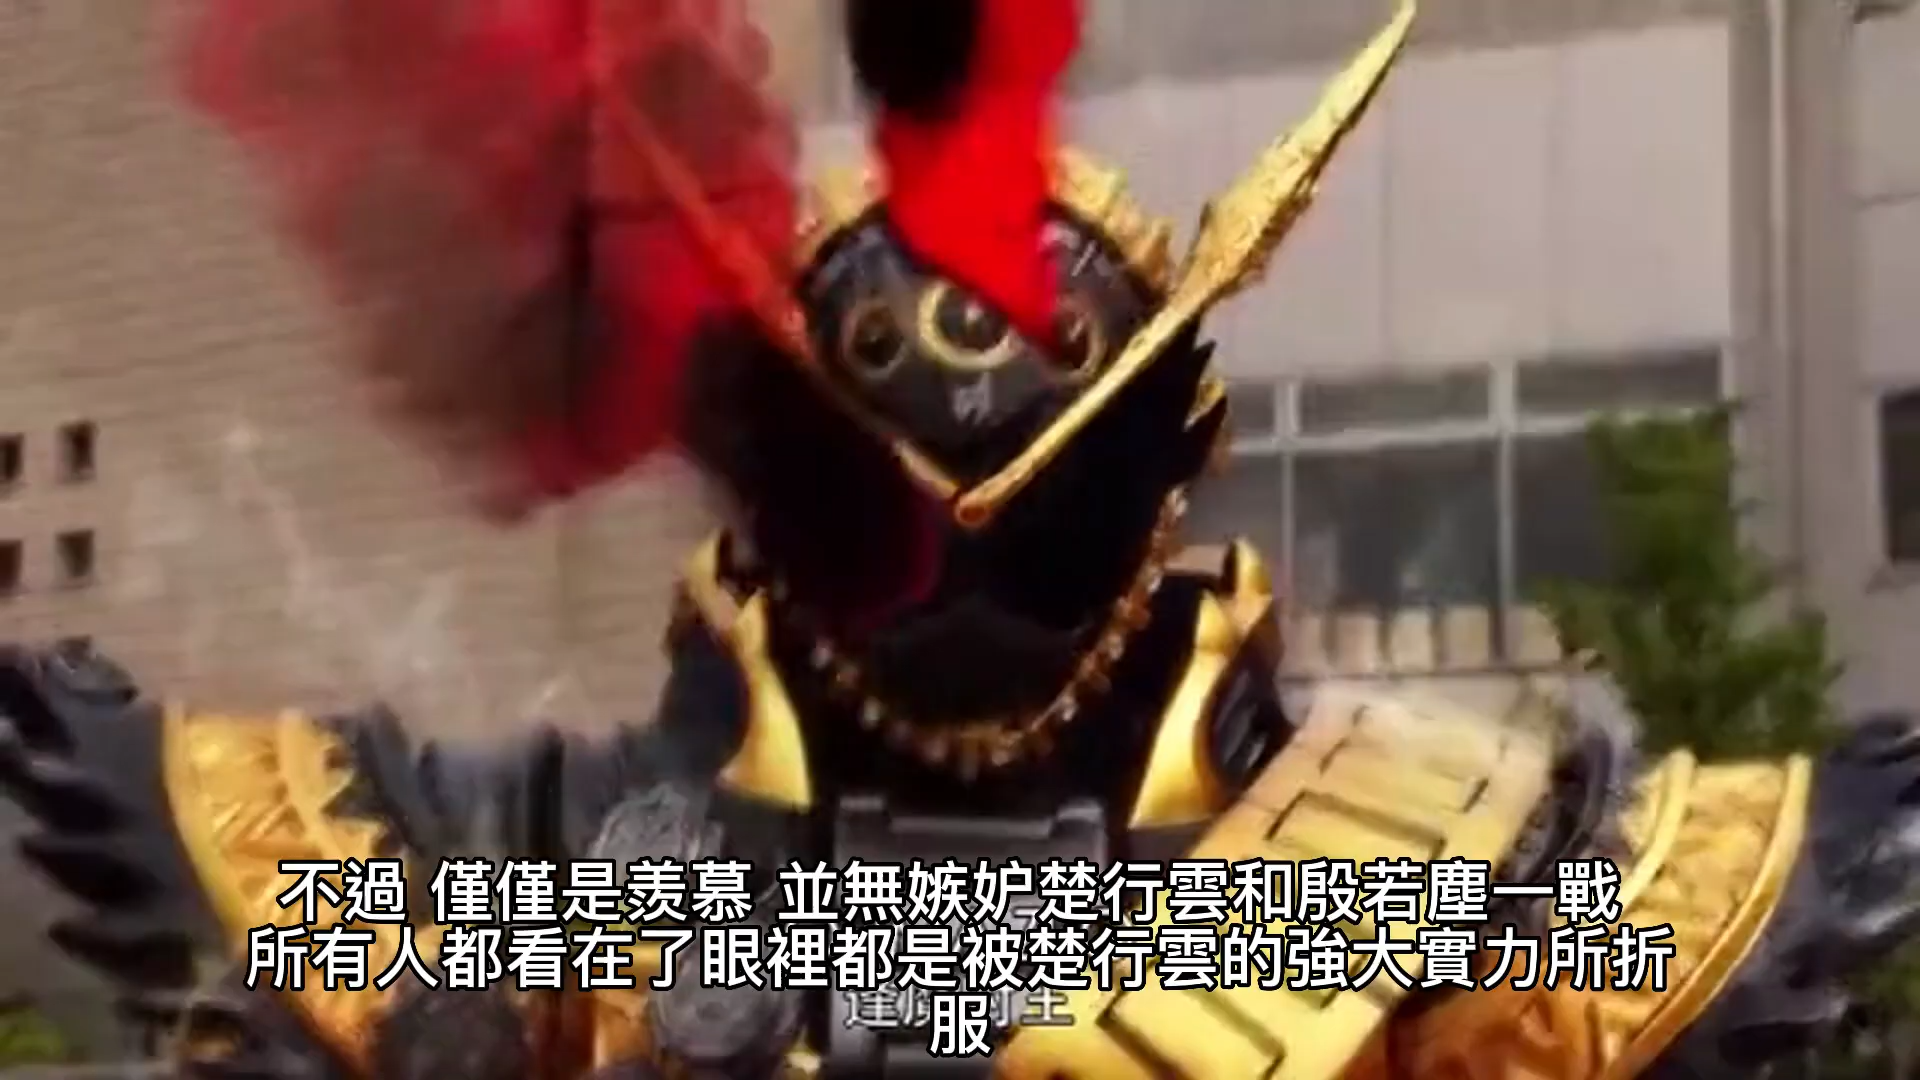 不過 僅僅是羨慕 並無嫉妒楚行雲和殷若塵一戰
所有人都看在了眼裡都是被楚行雲的強大實力所折
服